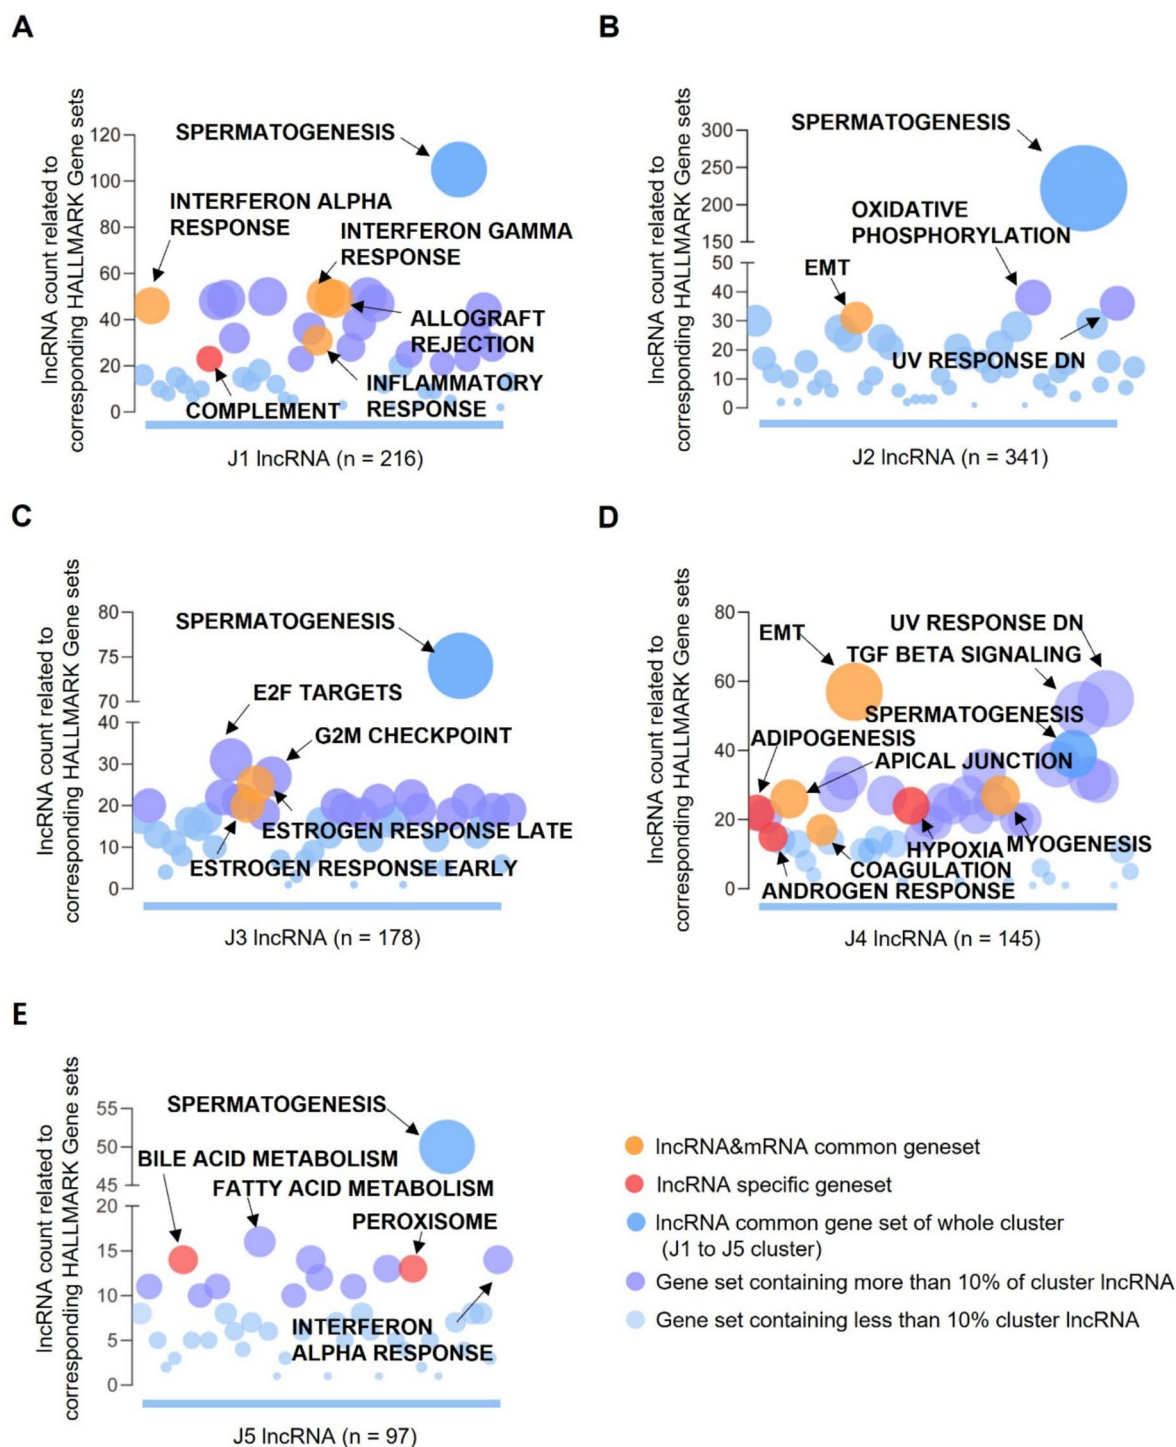 A
lncRNA count related to
corresponding HALLMARK Gene sets
120
100
80
60
40
20
0
SPERMATOGENESIS
INTERFERON ALPHA
RESPONSE
INTERFERON GAMMA
RESPONSE
ALLOGRAFT
REJECTION
INFLAMMATORY
RESPONSE
COMPLEMENT
J1 lncRNA (n = 216)
B
lncRNA count related to
corresponding HALLMARK Gene sets
300
250
200
150
50
40
30
20
10
0
SPERMATOGENESIS
OXIDATIVE
PHOSPHORYLATION
EMT
UV RESPONSE DN
J2 lncRNA (n = 341)
C
lncRNA count related to
corresponding HALLMARK Gene sets
80
75
70
40
30
20
10
0
SPERMATOGENESIS
E2F TARGETS
G2M CHECKPOINT
ESTROGEN RESPONSE LATE
ESTROGEN RESPONSE EARLY
J3 lncRNA (n = 178)
D
lncRNA count related to
corresponding HALLMARK Gene sets
80
60
40
20
0
UV RESPONSE DN
EMT
TGF BETA SIGNALING
SPERMATOGENESIS
ADIPOGENESIS
APICAL JUNCTION
HYPOXIA
MYOGENESIS
COAGULATION
ANDROGEN RESPONSE
J4 lncRNA (n = 145)
E
lncRNA count related to
corresponding HALLMARK Gene sets
55
50
45
20
15
10
5
0
SPERMATOGENESIS
BILE ACID METABOLISM
FATTY ACID METABOLISM
PEROXISOME
INTERFERON
ALPHA RESPONSE
J5 lncRNA (n = 97)
lncRNA&mRNA common geneset
lncRNA specific geneset
lncRNA common gene set of whole cluster
(J1 to J5 cluster)
Gene set containing more than 10% of cluster lncRNA
Gene set containing less than 10% cluster lncRNA